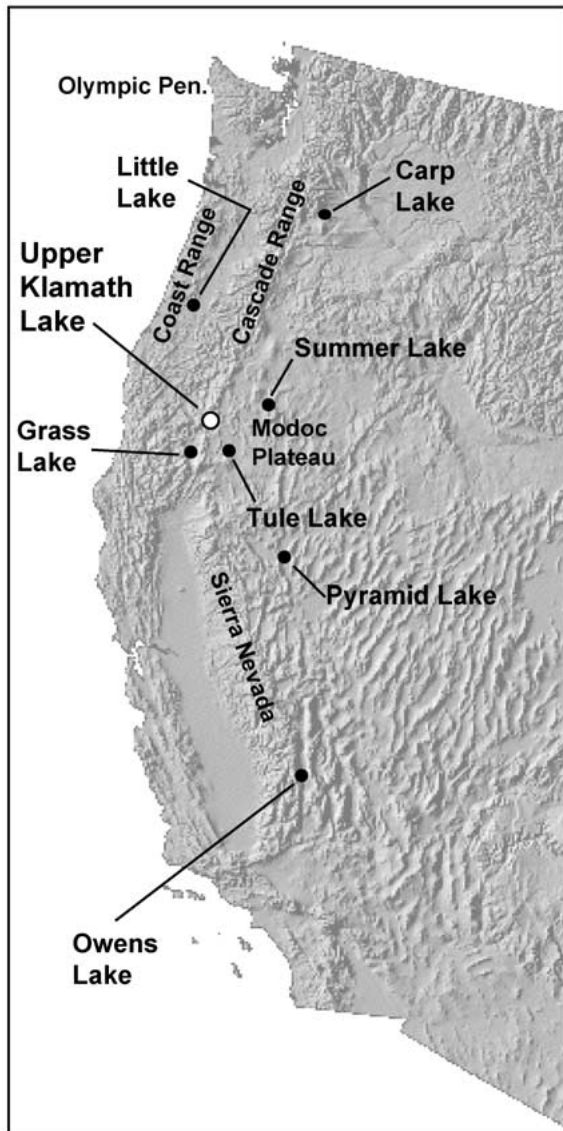 Olympic Pen.
Little
Lake
Carp
Lake
Coast Range
Cascade Range
Upper
Klamath
Lake
Summer Lake
Grass
Lake
Modoc
Plateau
Tule Lake
Pyramid Lake
Sierra Nevada
Owens
Lake